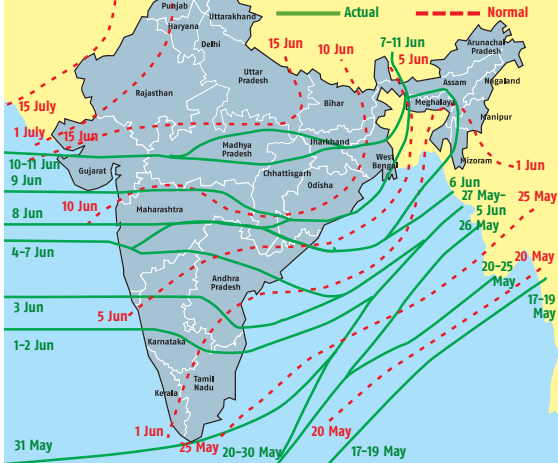 Actual
Normal
Punjab
Haryana
Uttarakhand
Delhi
Rajasthan
Uttar
Pradesh
Bihar
15 Jun
10 Jun
7–11 Jun
5 Jun
Arunachal
Pradesh
Assam
Nagaland
Meghalaya
Manipur
Mizoram
15 July
1 July
15 Jun
10–11 Jun
9 Jun
Gujarat
Madhya
Pradesh
Jharkhand
West
Bengal
Chhattisgarh
Odisha
1 Jun
10 Jun
8 Jun
Maharashtra
6 Jun
27 May–
5 Jun
26 May
25 May
4–7 Jun
Andhra
Pradesh
20 May
20–25
May
17–19
May
3 Jun
5 Jun
1–2 Jun
Karnataka
Tamil
Nadu
Kerala
1 Jun
25 May
20 May
31 May
20–30 May
17–19 May